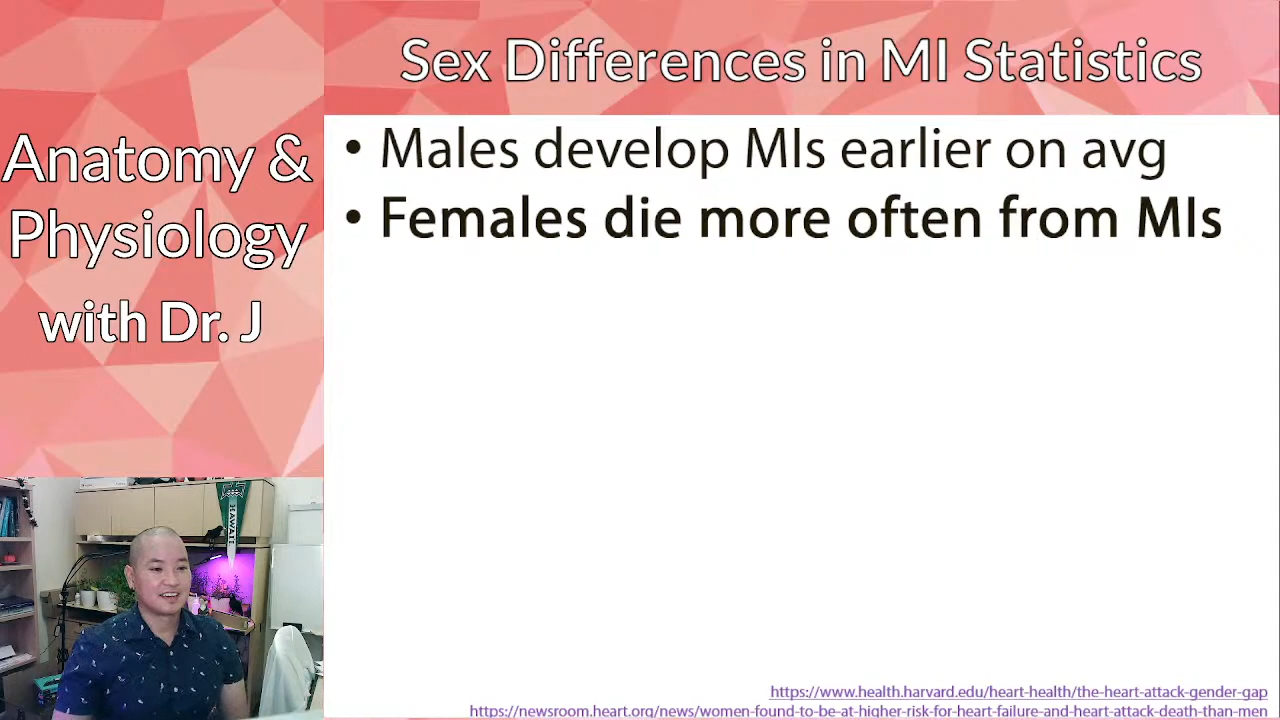 Sex Differences in MI Statistics
Anatomy &
Physiology
with Dr. J
• Males develop MIs earlier on avg
• Females die more often from MIs
HAWAII
https://www.health.harvard.edu/heart-health/the-heart-attack-gender-gap
https://newsroom.heart.org/news/women-found-to-be-at-higher-risk-for-heart-failure-and-heart-attack-death-than-men